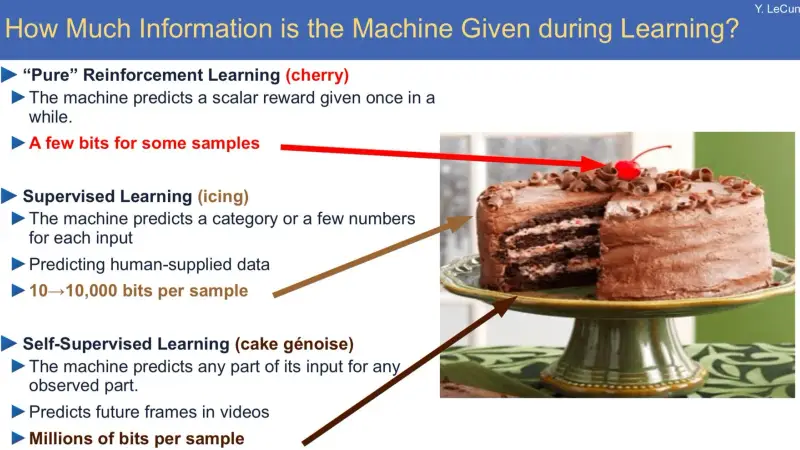 Y. LeCun
How Much Information is the Machine Given during Learning?
“Pure” Reinforcement Learning (cherry)
The machine predicts a scalar reward given once in a
while.
A few bits for some samples
Supervised Learning (icing)
The machine predicts a category or a few numbers
for each input
Predicting human-supplied data
10→10,000 bits per sample
Self-Supervised Learning (cake génoise)
The machine predicts any part of its input for any
observed part.
Predicts future frames in videos
Millions of bits per sample